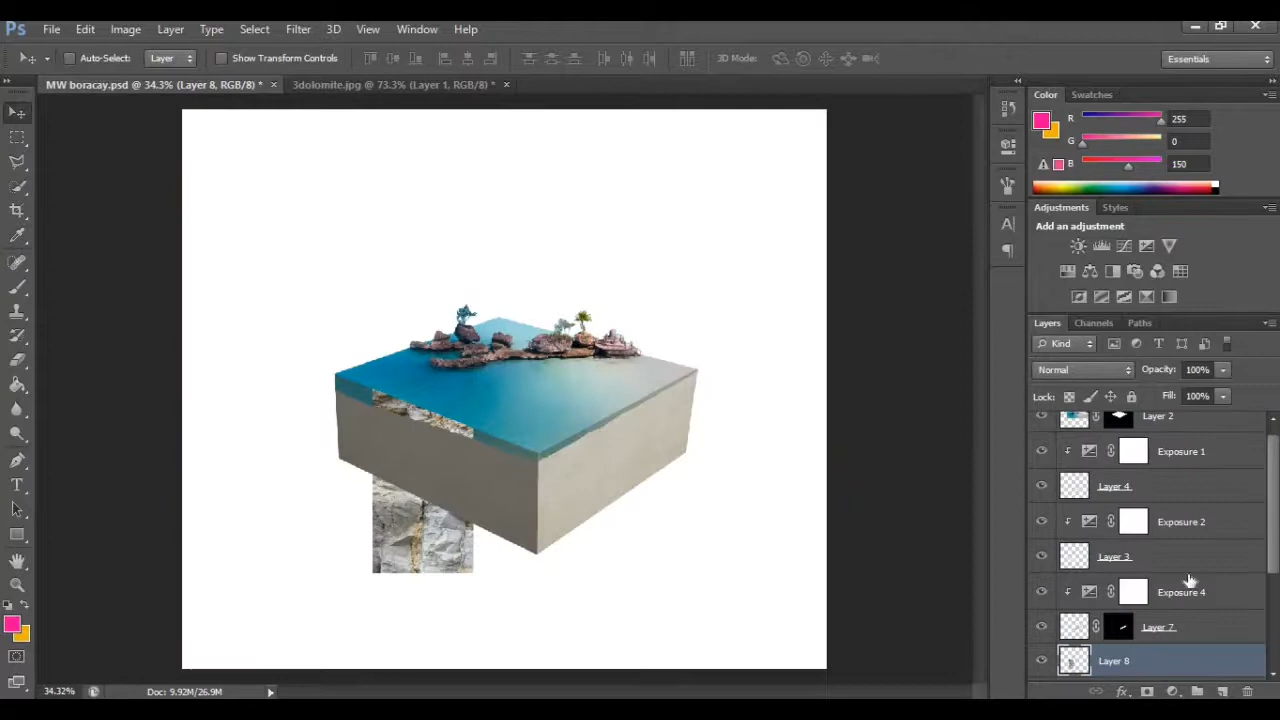 Ps File Edit Image Layer Type Select Filter 3D View Window Help
Auto-Select: Layer Show Transform Controls 3D Mode: Essentials
MW boracay.psd @ 34.3% (Layer 8, RGB/8) * × 3dolomite.jpg @ 73.3% (Layer 1, RGB/8) * ×
Color Swatches
R 255
G 0
B 150
Adjustments Styles
Add an adjustment
Layers Channels Paths
Kind
Normal Opacity: 100%
Lock: Fill: 100%
Layer 2
Exposure 1
Layer 4
Exposure 2
Layer 3
Exposure 4
Layer 7
Layer 8
34.32% Doc: 9.92M/26.9M